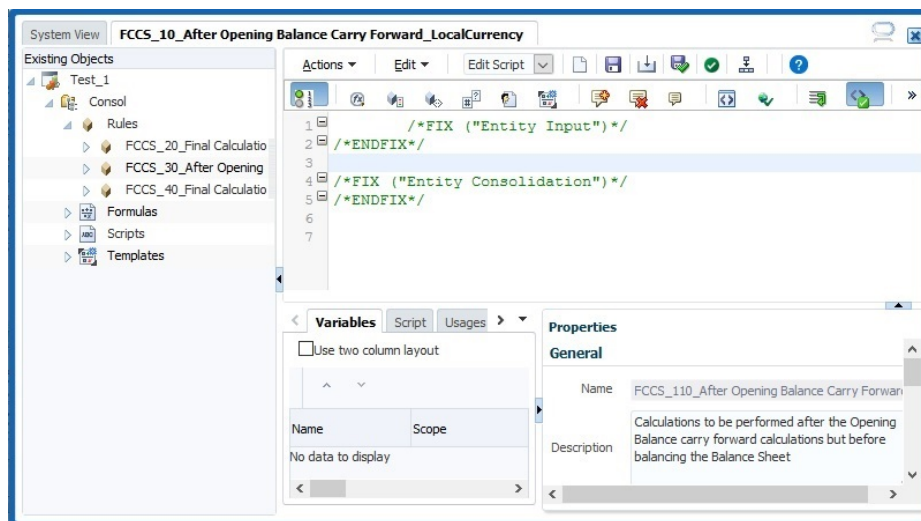 System View
FCCS_10_After Opening Balance Carry Forward_LocalCurrency
Existing Objects
Test_1
Consol
Rules
FCCS_20_Final Calculatio
FCCS_30_After Opening
FCCS_40_Final Calculatio
Formulas
Scripts
Templates
Actions
Edit
Edit Script
1 /*FIX ("Entity Input")*/
2 /*ENDFIX*/
3
4 /*FIX ("Entity Consolidation")*/
5 /*ENDFIX*/
6
7
Variables
Script
Usages
Use two column layout
Name
Scope
No data to display
Properties
General
Name
FCCS_110_After Opening Balance Carry Forwar
Description
Calculations to be performed after the Opening
Balance carry forward calculations but before
balancing the Balance Sheet